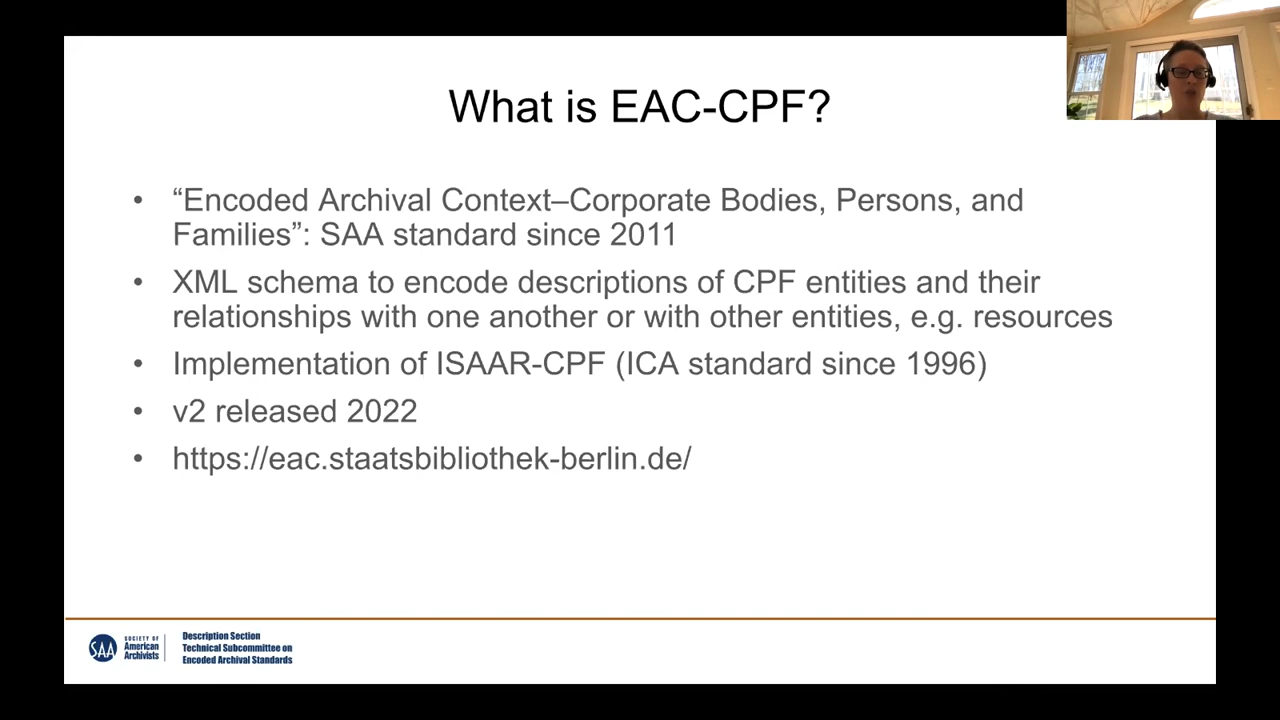 What is EAC-CPF?
• “Encoded Archival Context–Corporate Bodies, Persons, and
Families”: SAA standard since 2011
• XML schema to encode descriptions of CPF entities and their
relationships with one another or with other entities, e.g. resources
• Implementation of ISAAR-CPF (ICA standard since 1996)
• v2 released 2022
• https://eac.staatsbibliothek-berlin.de/
SAA
SOCIETY OF
American
Archivists
Description Section
Technical Subcommittee on
Encoded Archival Standards